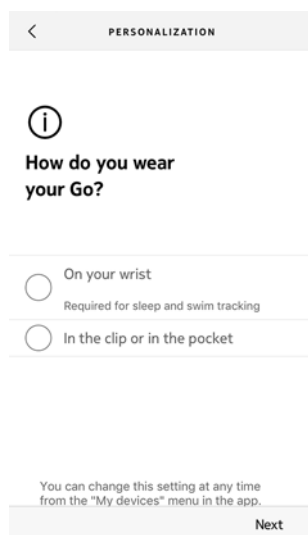 PERSONALIZATION
How do you wear
your Go?
On your wrist
Required for sleep and swim tracking
In the clip or in the pocket
You can change this setting at any time
from the "My devices" menu in the app.
Next